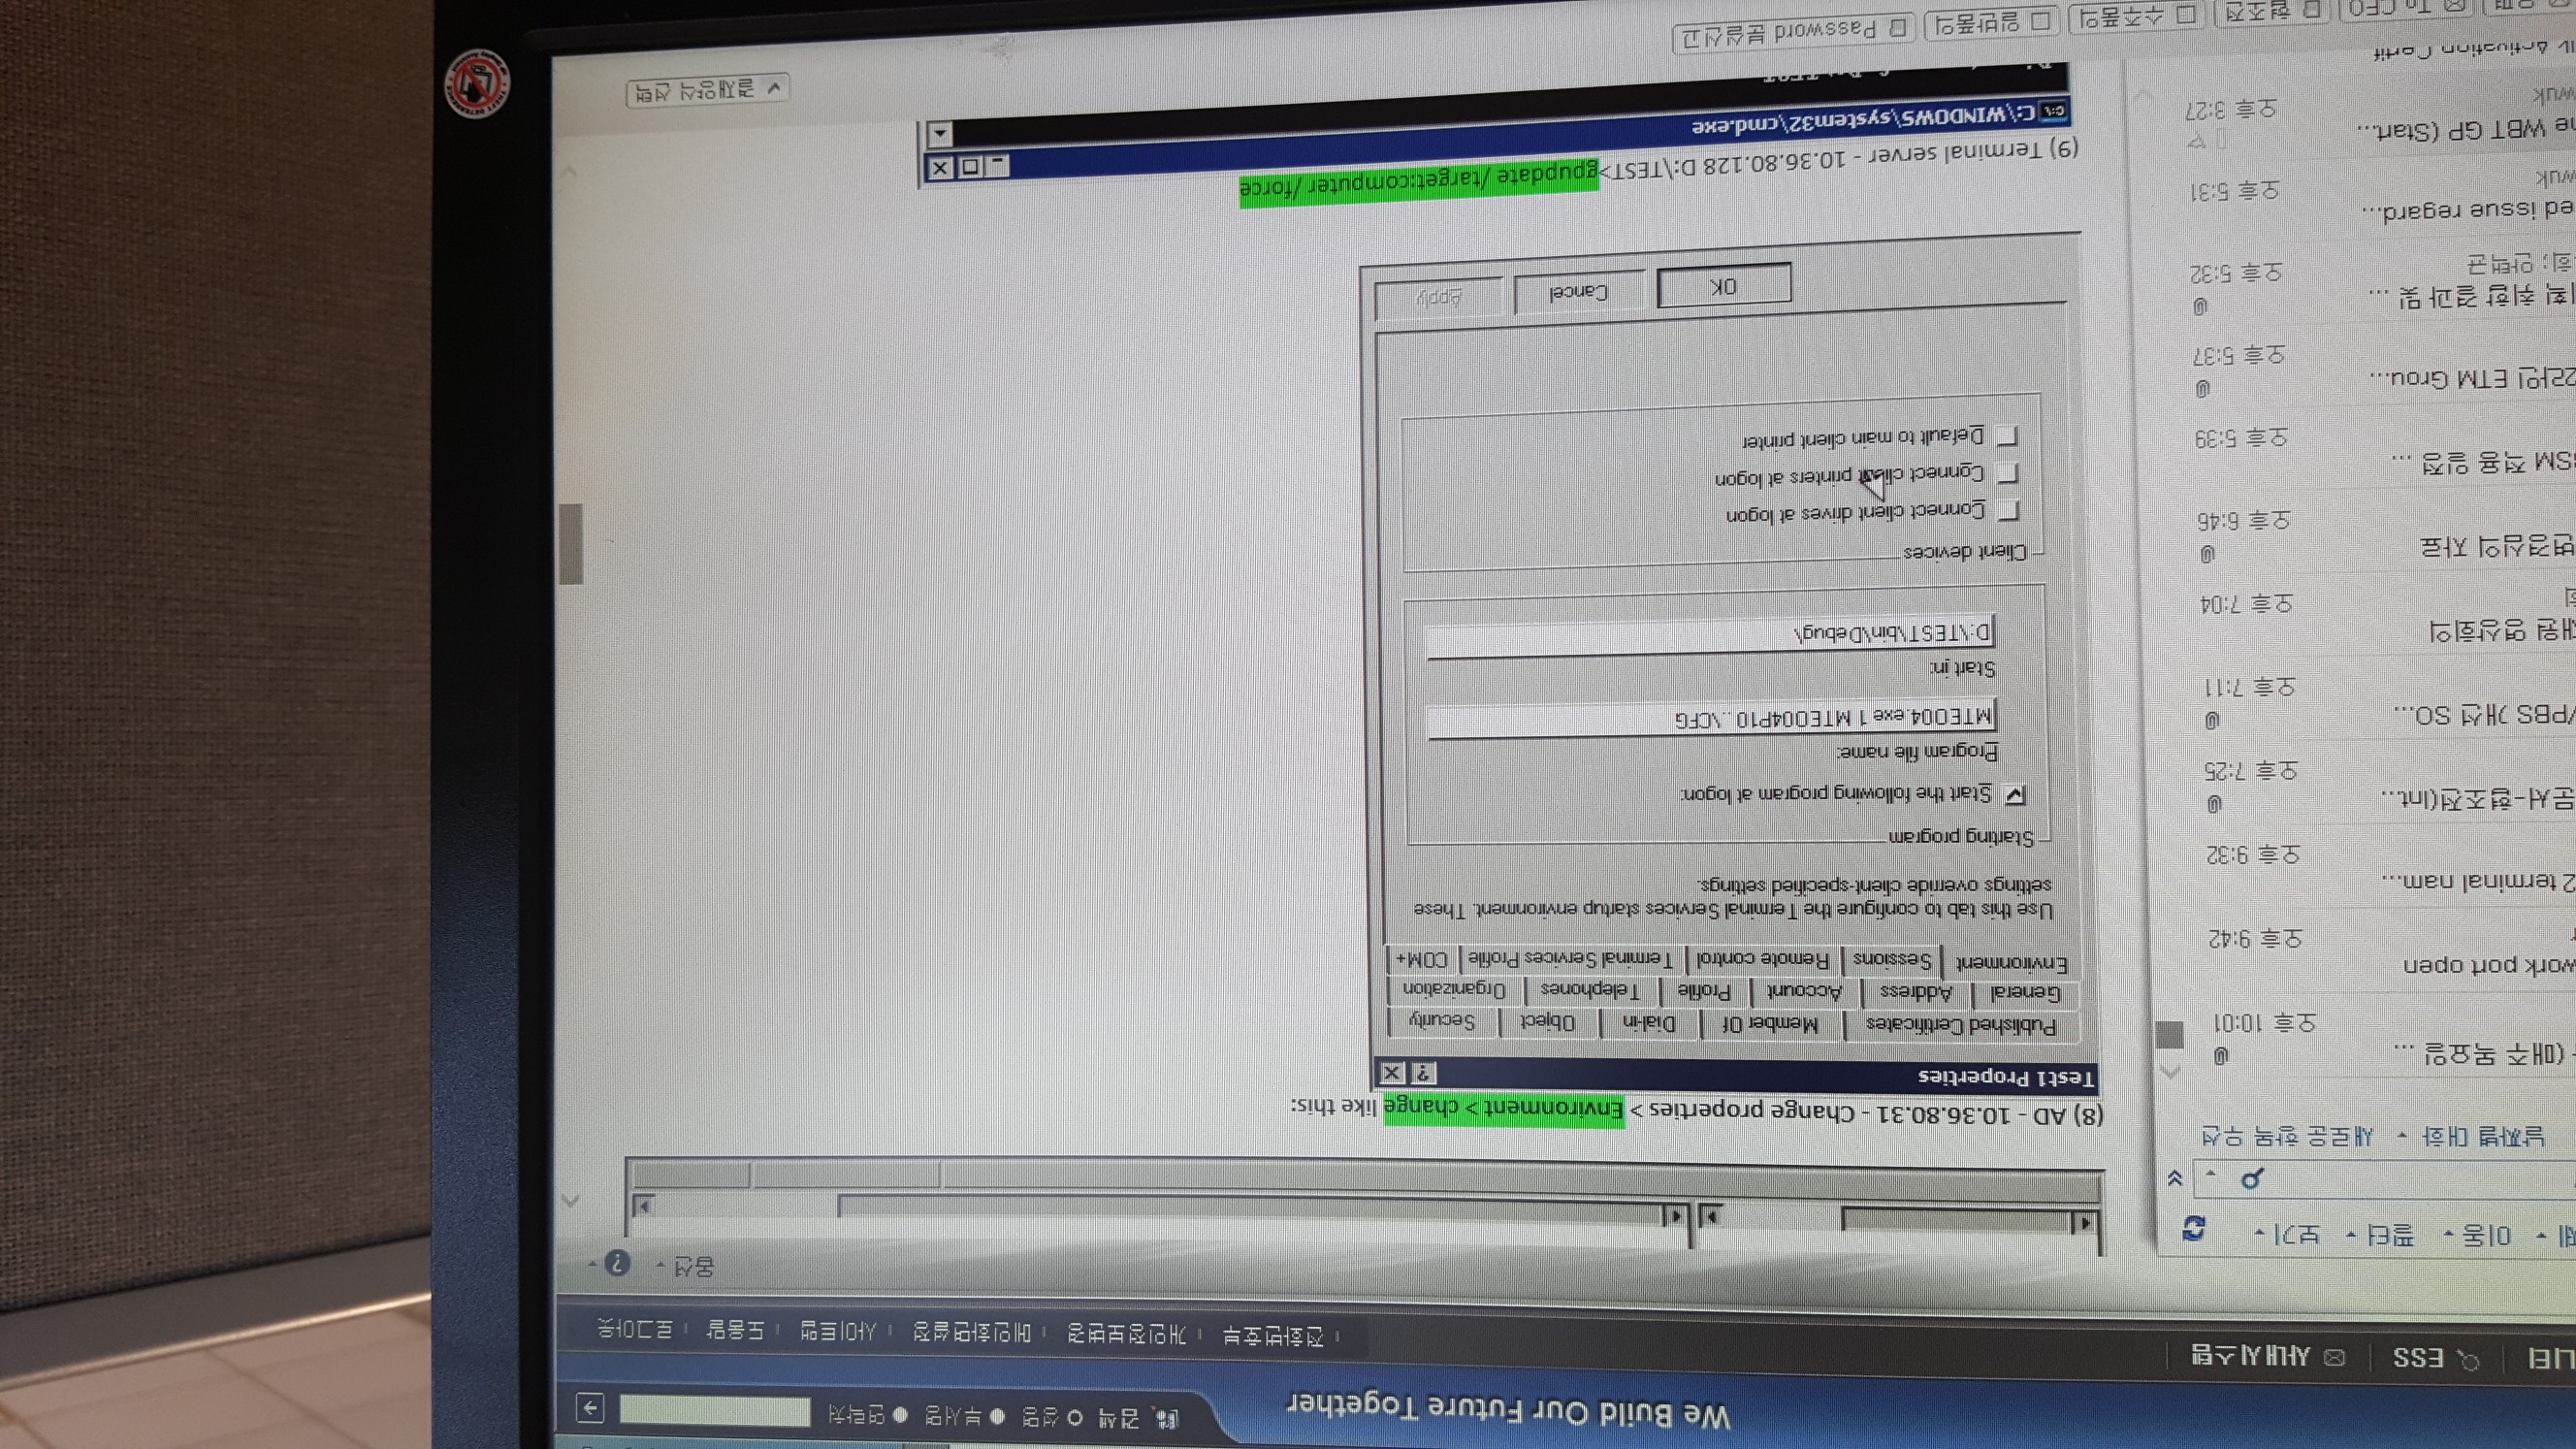 We Build Our Future Together
검색 성명 부서명 연락처
니티 ESS 사내시스템
전화번호부 개인정보변경 메인화면설정 사이트맵 도움말 로그아웃
옵션
제 이동 필터 보기
날짜별 대화 새로운 항목 우선
(매주 목요일 ...
오후 10:01
work port open
오후 9:42
2 terminal nam...
오후 9:32
문서-협조전(Int...
오후 7:25
/PBS 개선 SO...
오후 7:11
재원 영상회의
오후 7:04
변경심의 자료
오후 6:46
SM 적용 일정 ...
오후 5:39
2라인 ETM Grou...
오후 5:37
획 취합 결과 및 ...
희; 안택균 오후 5:32
ed issue regard...
wuk 오후 5:31
ne WBT GP (Start...
wuk 오후 3:27
Activation Certif
(8) AD - 10.36.80.31 - Change properties > Environment > change like this:
Test1 Properties
Published Certificates Member Of Dial-in Object Security
General Address Account Profile Telephones Organization
Environment Sessions Remote control Terminal Services Profile COM+
Use this tab to configure the Terminal Services startup environment. These
settings override client-specified settings.
Starting program
Start the following program at logon:
Program file name:
MTEO04.exe 1 MTEO04P10 ..\CFG
Start in:
D:\TEST\bin\Debug\
Client devices
Connect client drives at logon
Connect client printers at logon
Default to main client printer
OK Cancel Apply
(9) Terminal server - 10.36.80.128 D:\TEST>gpupdate /target:computer /force
C:\WINDOWS\system32\cmd.exe
결재양식 선택
To CEO 협조전 수주품의 일반품의 Password 분실신고